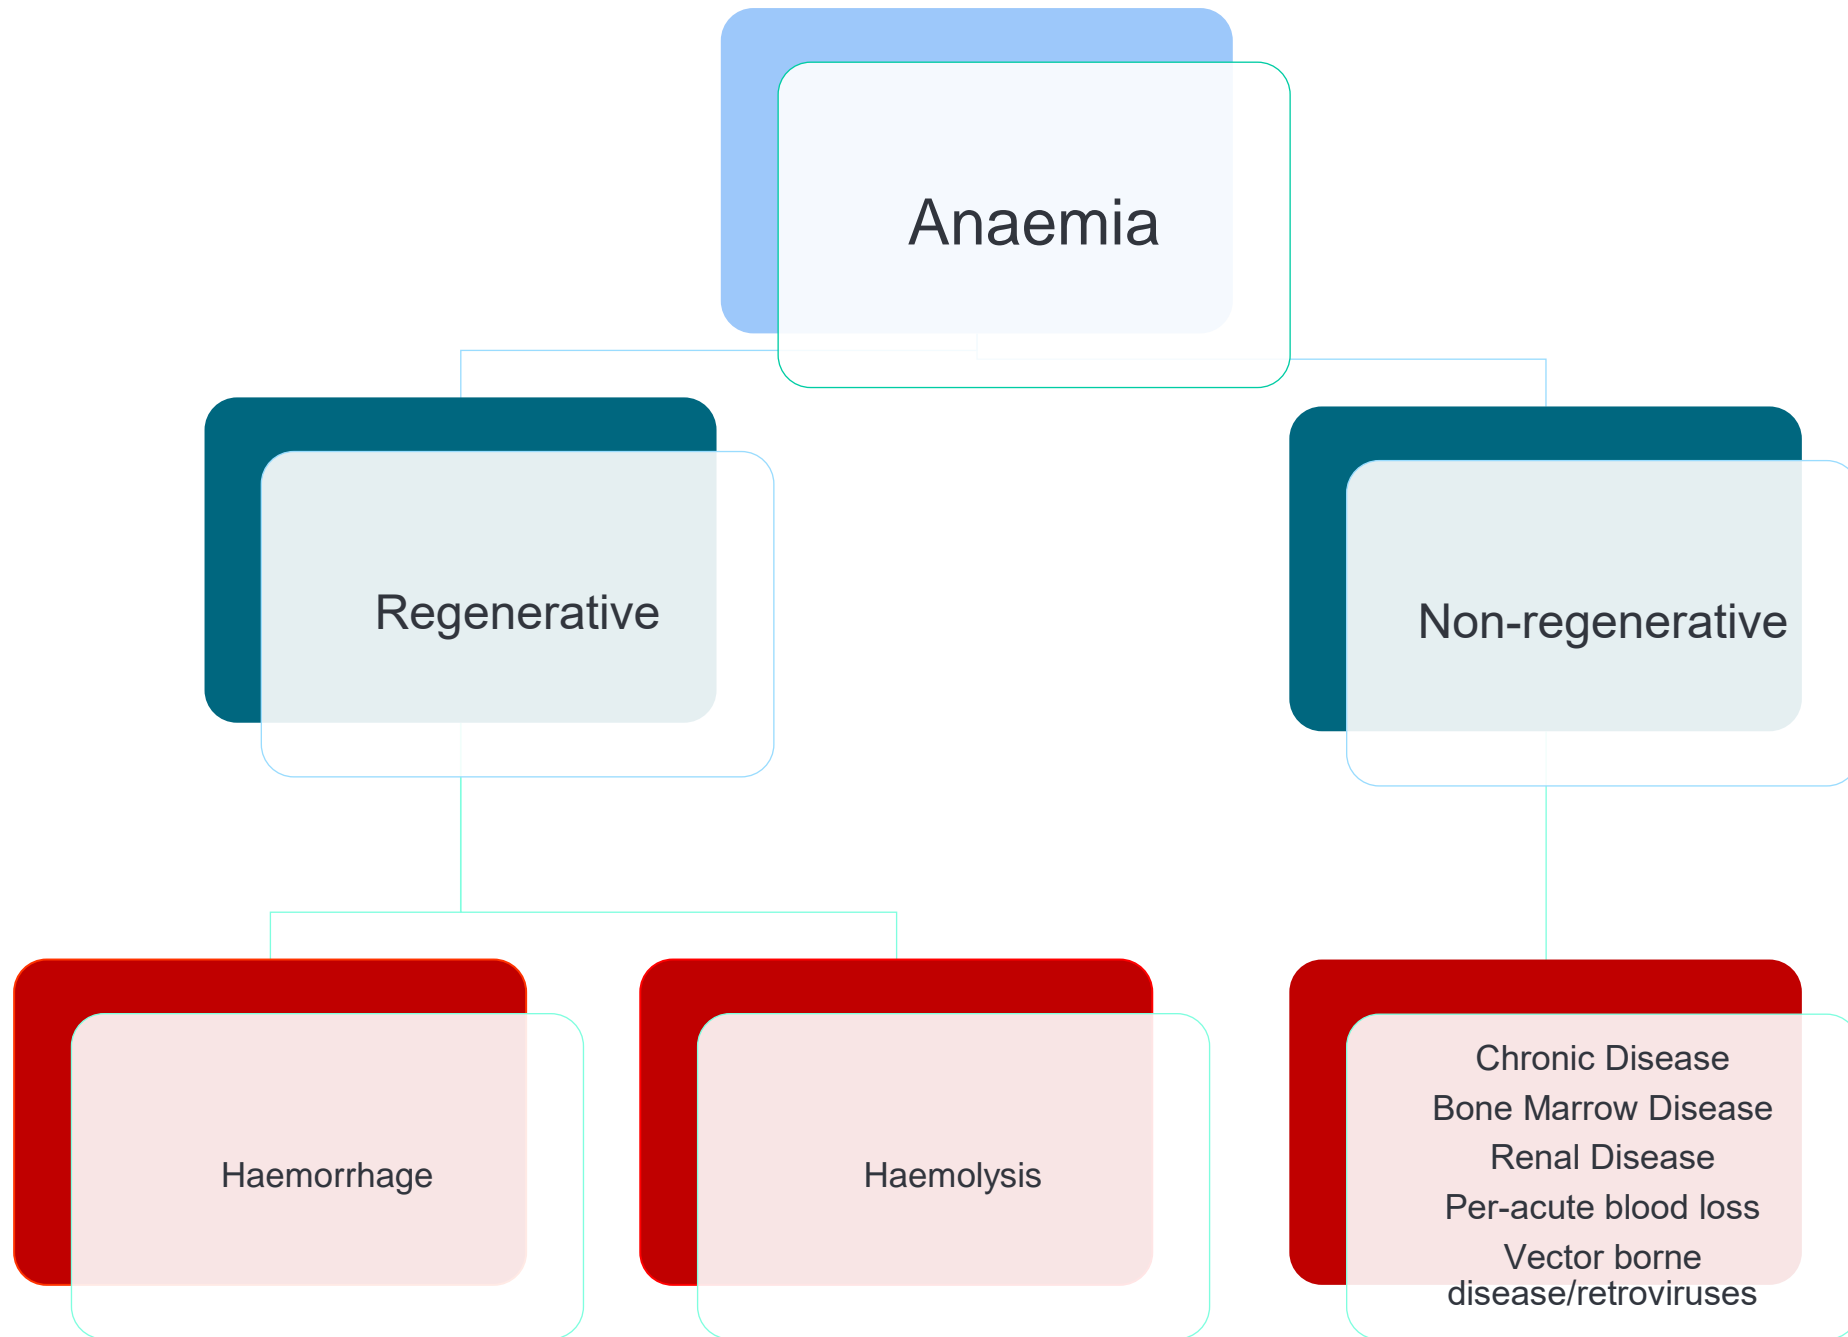 Anaemia
Regenerative
Non-regenerative
Haemorrhage
Haemolysis
Chronic Disease
Bone Marrow Disease
Renal Disease
Per-acute blood loss
Vector borne
disease/retroviruses